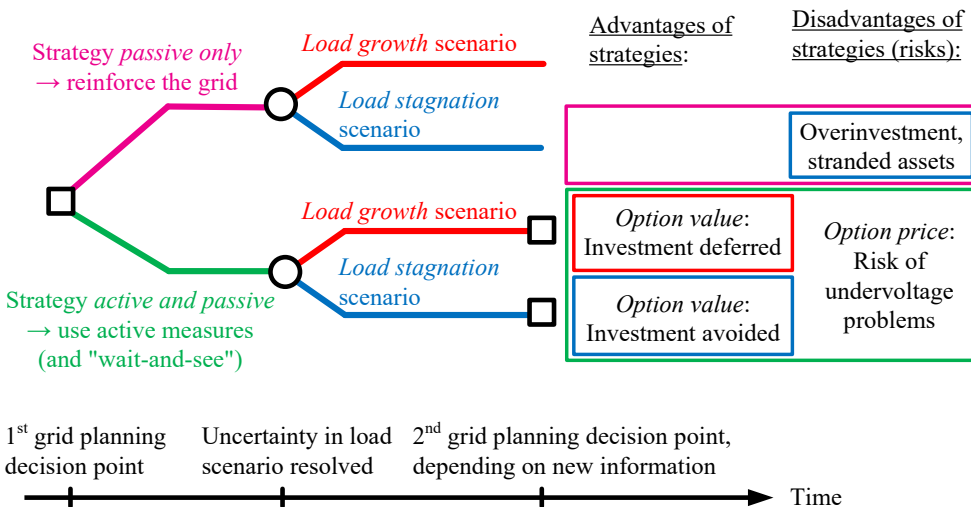 Strategy passive only
→ reinforce the grid
Load growth scenario
Load stagnation
scenario
Strategy active and passive
→ use active measures
(and "wait-and-see")
Load growth scenario
Load stagnation
scenario
Advantages of
strategies:
Disadvantages of
strategies (risks):
Overinvestment,
stranded assets
Option value:
Investment deferred
Option value:
Investment avoided
Option price:
Risk of
undervoltage
problems
1st grid planning
decision point
Uncertainty in load
scenario resolved
2nd grid planning decision point,
depending on new information
Time